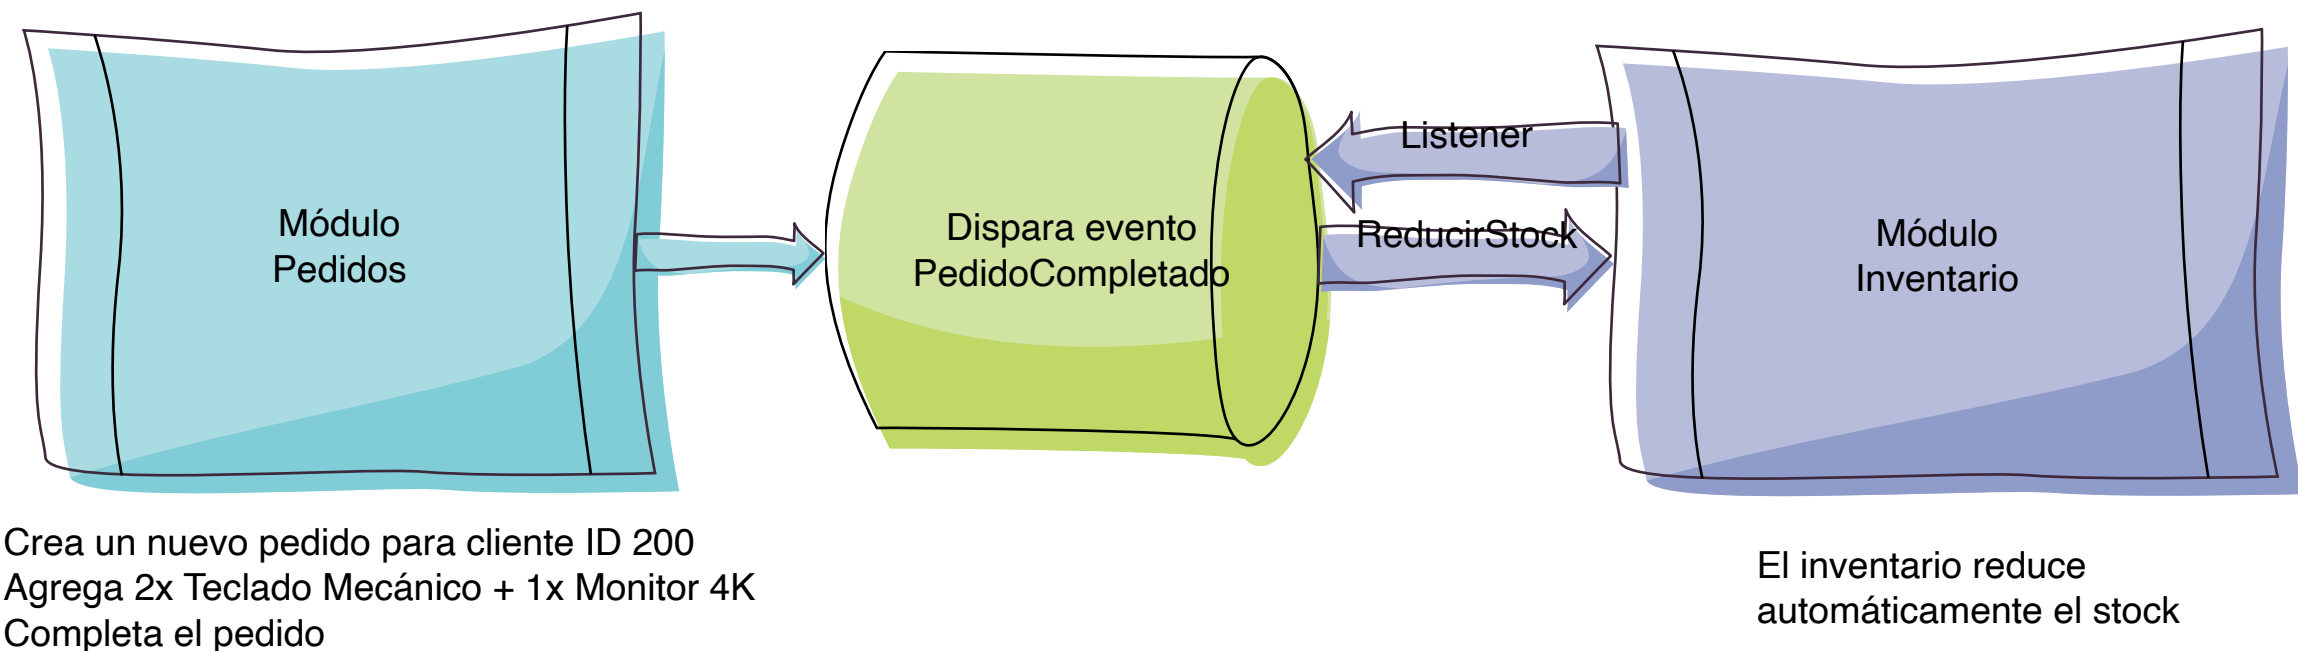 Módulo
Pedidos
Dispara evento
PedidoCompletado
Listener
ReducirStock
Módulo
Inventario
Crea un nuevo pedido para cliente ID 200
Agrega 2x Teclado Mecánico + 1x Monitor 4K
Completa el pedido
El inventario reduce
automáticamente el stock